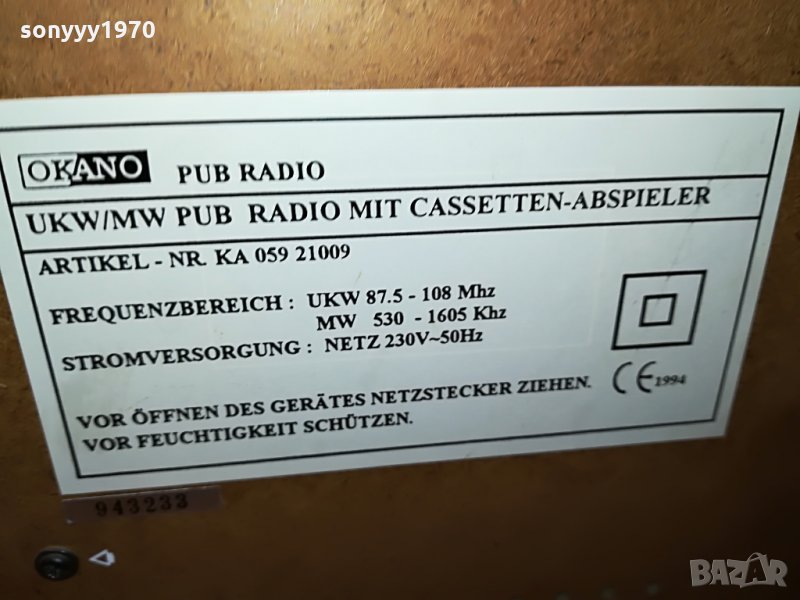 sonyyy1970
OKANO PUB RADIO
UKW/MW PUB RADIO MIT CASSETTEN-ABSPIELER
ARTIKEL - NR. KA 059 21009
FREQUENZBEREICH : UKW 87.5 - 108 Mhz
MW 530 - 1605 Khz
STROMVERSORGUNG : NETZ 230V~50Hz
CE 1994
VOR ÖFFNEN DES GERÄTES NETZSTECKER ZIEHEN.
VOR FEUCHTIGKEIT SCHÜTZEN.
943233
BAZAR